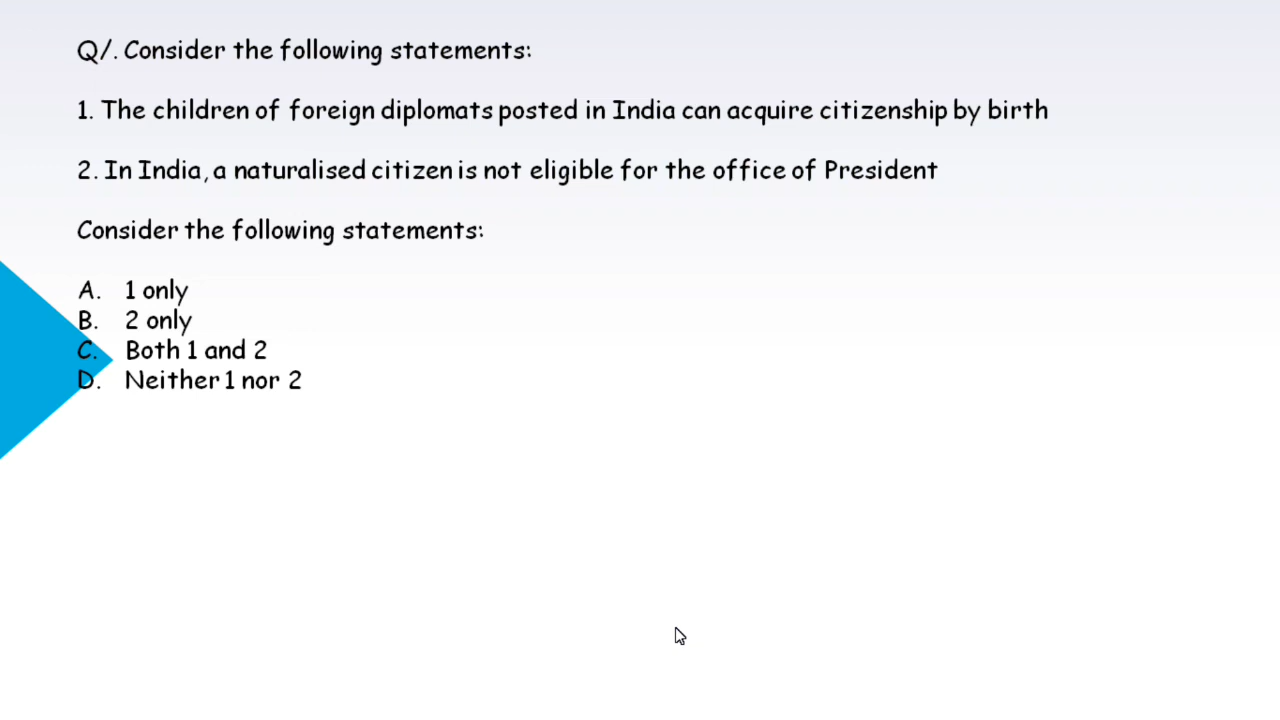 Q/. Consider the following statements:
1. The children of foreign diplomats posted in India can acquire citizenship by birth
2. In India, a naturalised citizen is not eligible for the office of President
Consider the following statements:
A. 1 only
B. 2 only
C. Both 1 and 2
D. Neither 1 nor 2